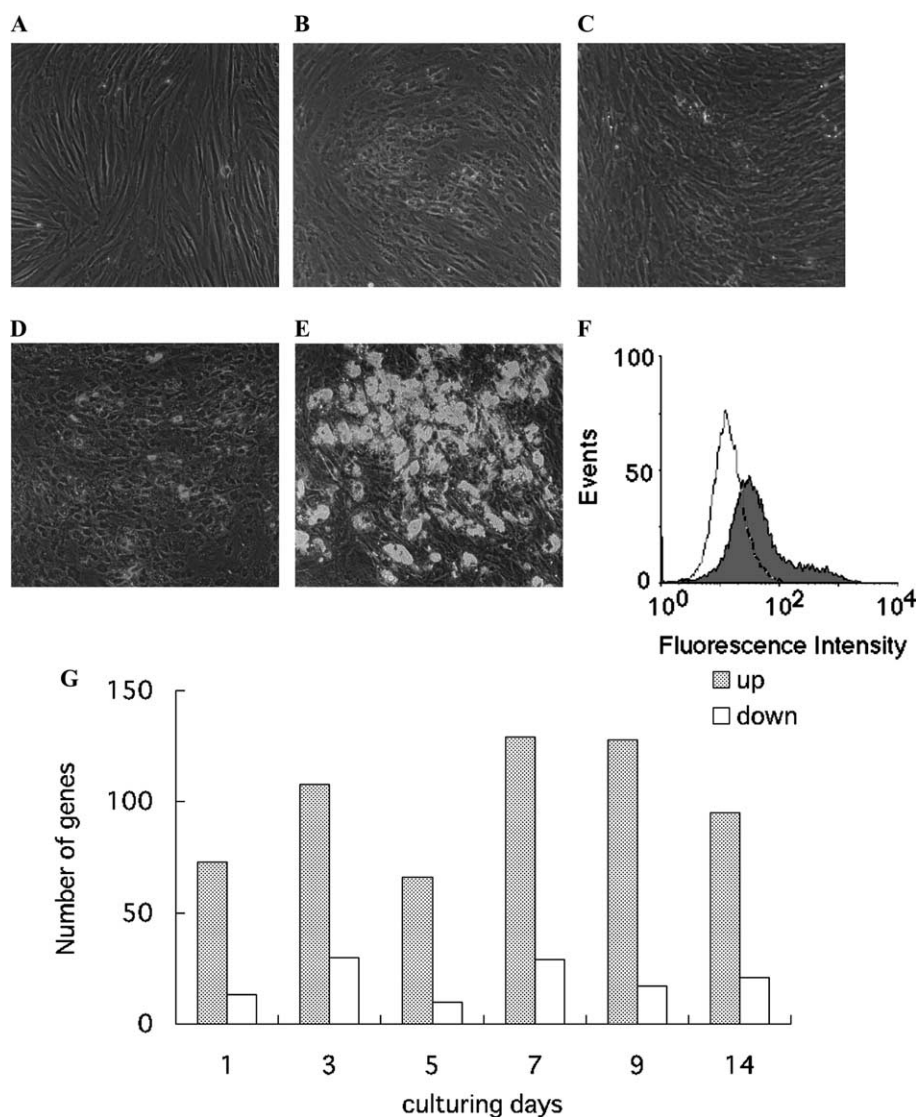 A
B
C
D
E
F
100
50
0
Events
10^0 10^2 10^4
Fluorescence Intensity
G
up
down
150
100
50
0
Number of genes
1 3 5 7 9 14
culturing days